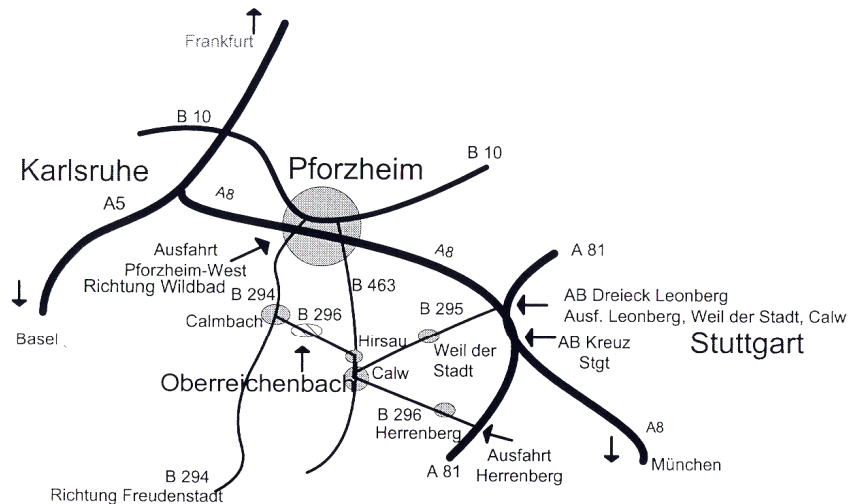 Frankfurt
B 10
Karlsruhe
Pforzheim
B 10
A5
A8
Ausfahrt
Pforzheim-West
Richtung Wildbad
A8
A 81
B 294
B 463
B 296
B 295
AB Dreieck Leonberg
Ausf. Leonberg, Weil der Stadt, Calw
Basel
Calmbach
Hirsau
Weil der
Stadt
AB Kreuz
Stgt
Stuttgart
Oberreichenbach
Calw
B 296
Herrenberg
A8
A 81
Ausfahrt
Herrenberg
München
B 294
Richtung Freudenstadt